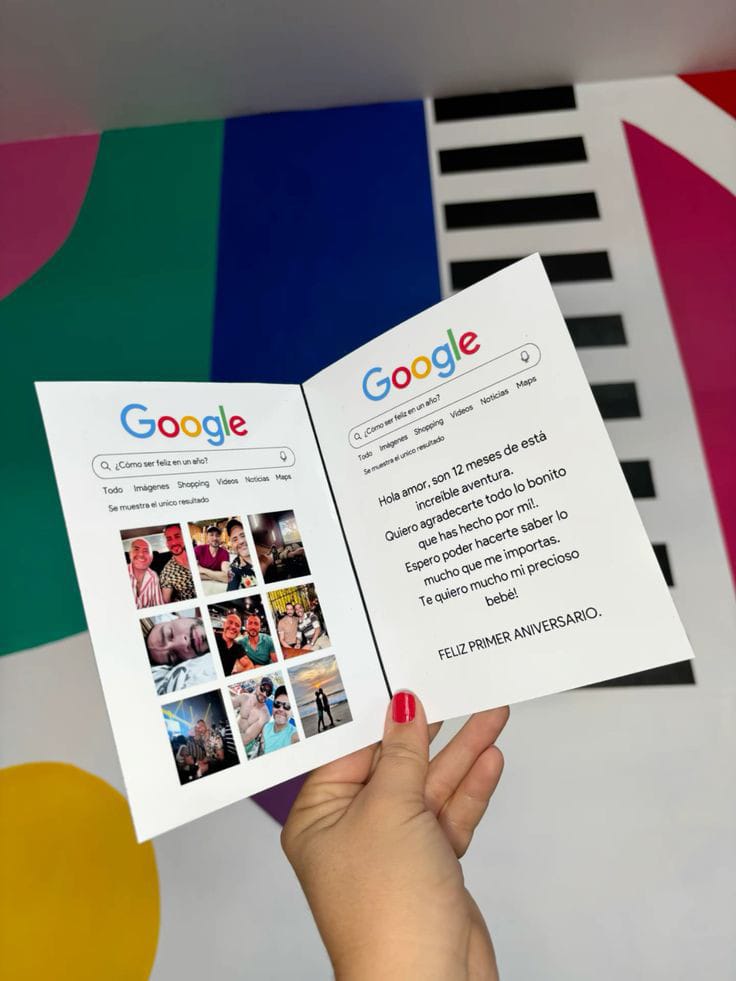 Google
¿Cómo ser feliz en un año?
Todo Imágenes Shopping Videos Noticias Maps
Se muestra el unico resultado
Google
¿Cómo ser feliz en un año?
Todo Imágenes Shopping Videos Noticias Maps
Se muestra el unico resultado
Hola amor, son 12 meses de está
increíble aventura.
Quiero agradecerte todo lo bonito
que has hecho por mí!.
Espero poder hacerte saber lo
mucho que me importas.
Te quiero mucho mi precioso
bebé!
FELIZ PRIMER ANIVERSARIO.